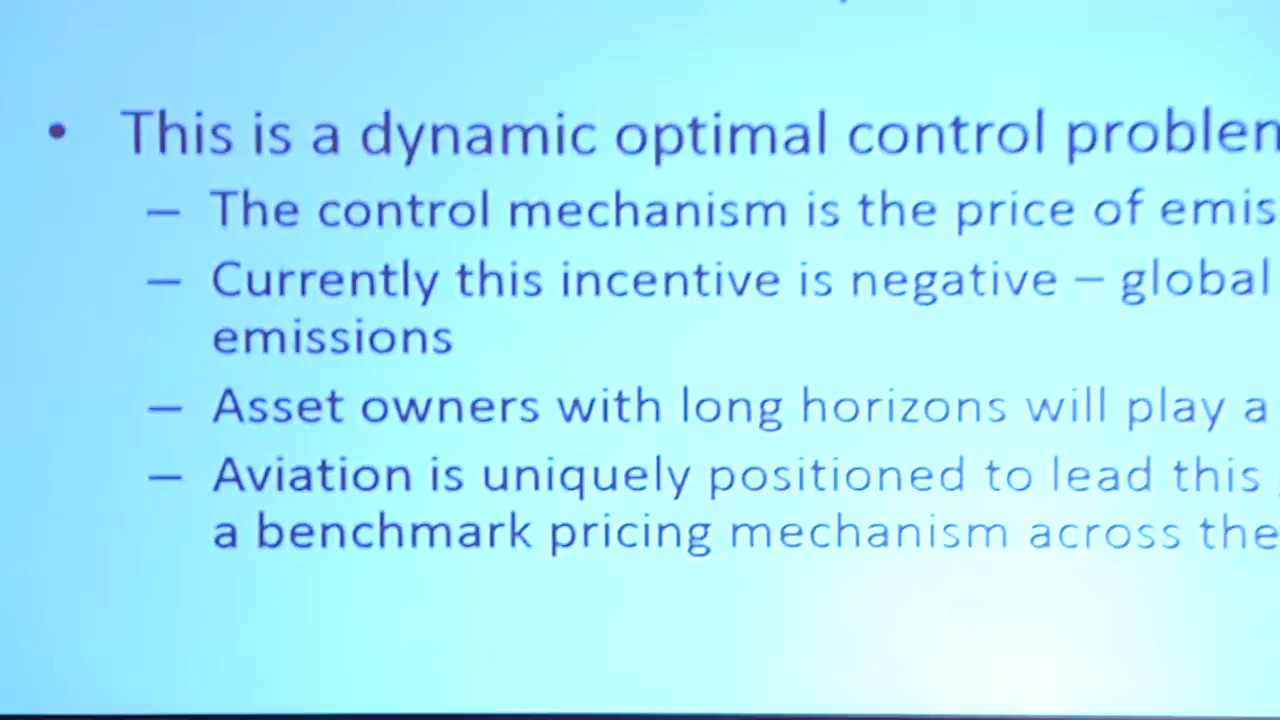 • This is a dynamic optimal control
– The control mechanism is the price of
– Currently this incentive is negative – global
emissions
– Asset owners with long horizons will play a
– Aviation is uniquely positioned to lead this
a benchmark pricing mechanism across the